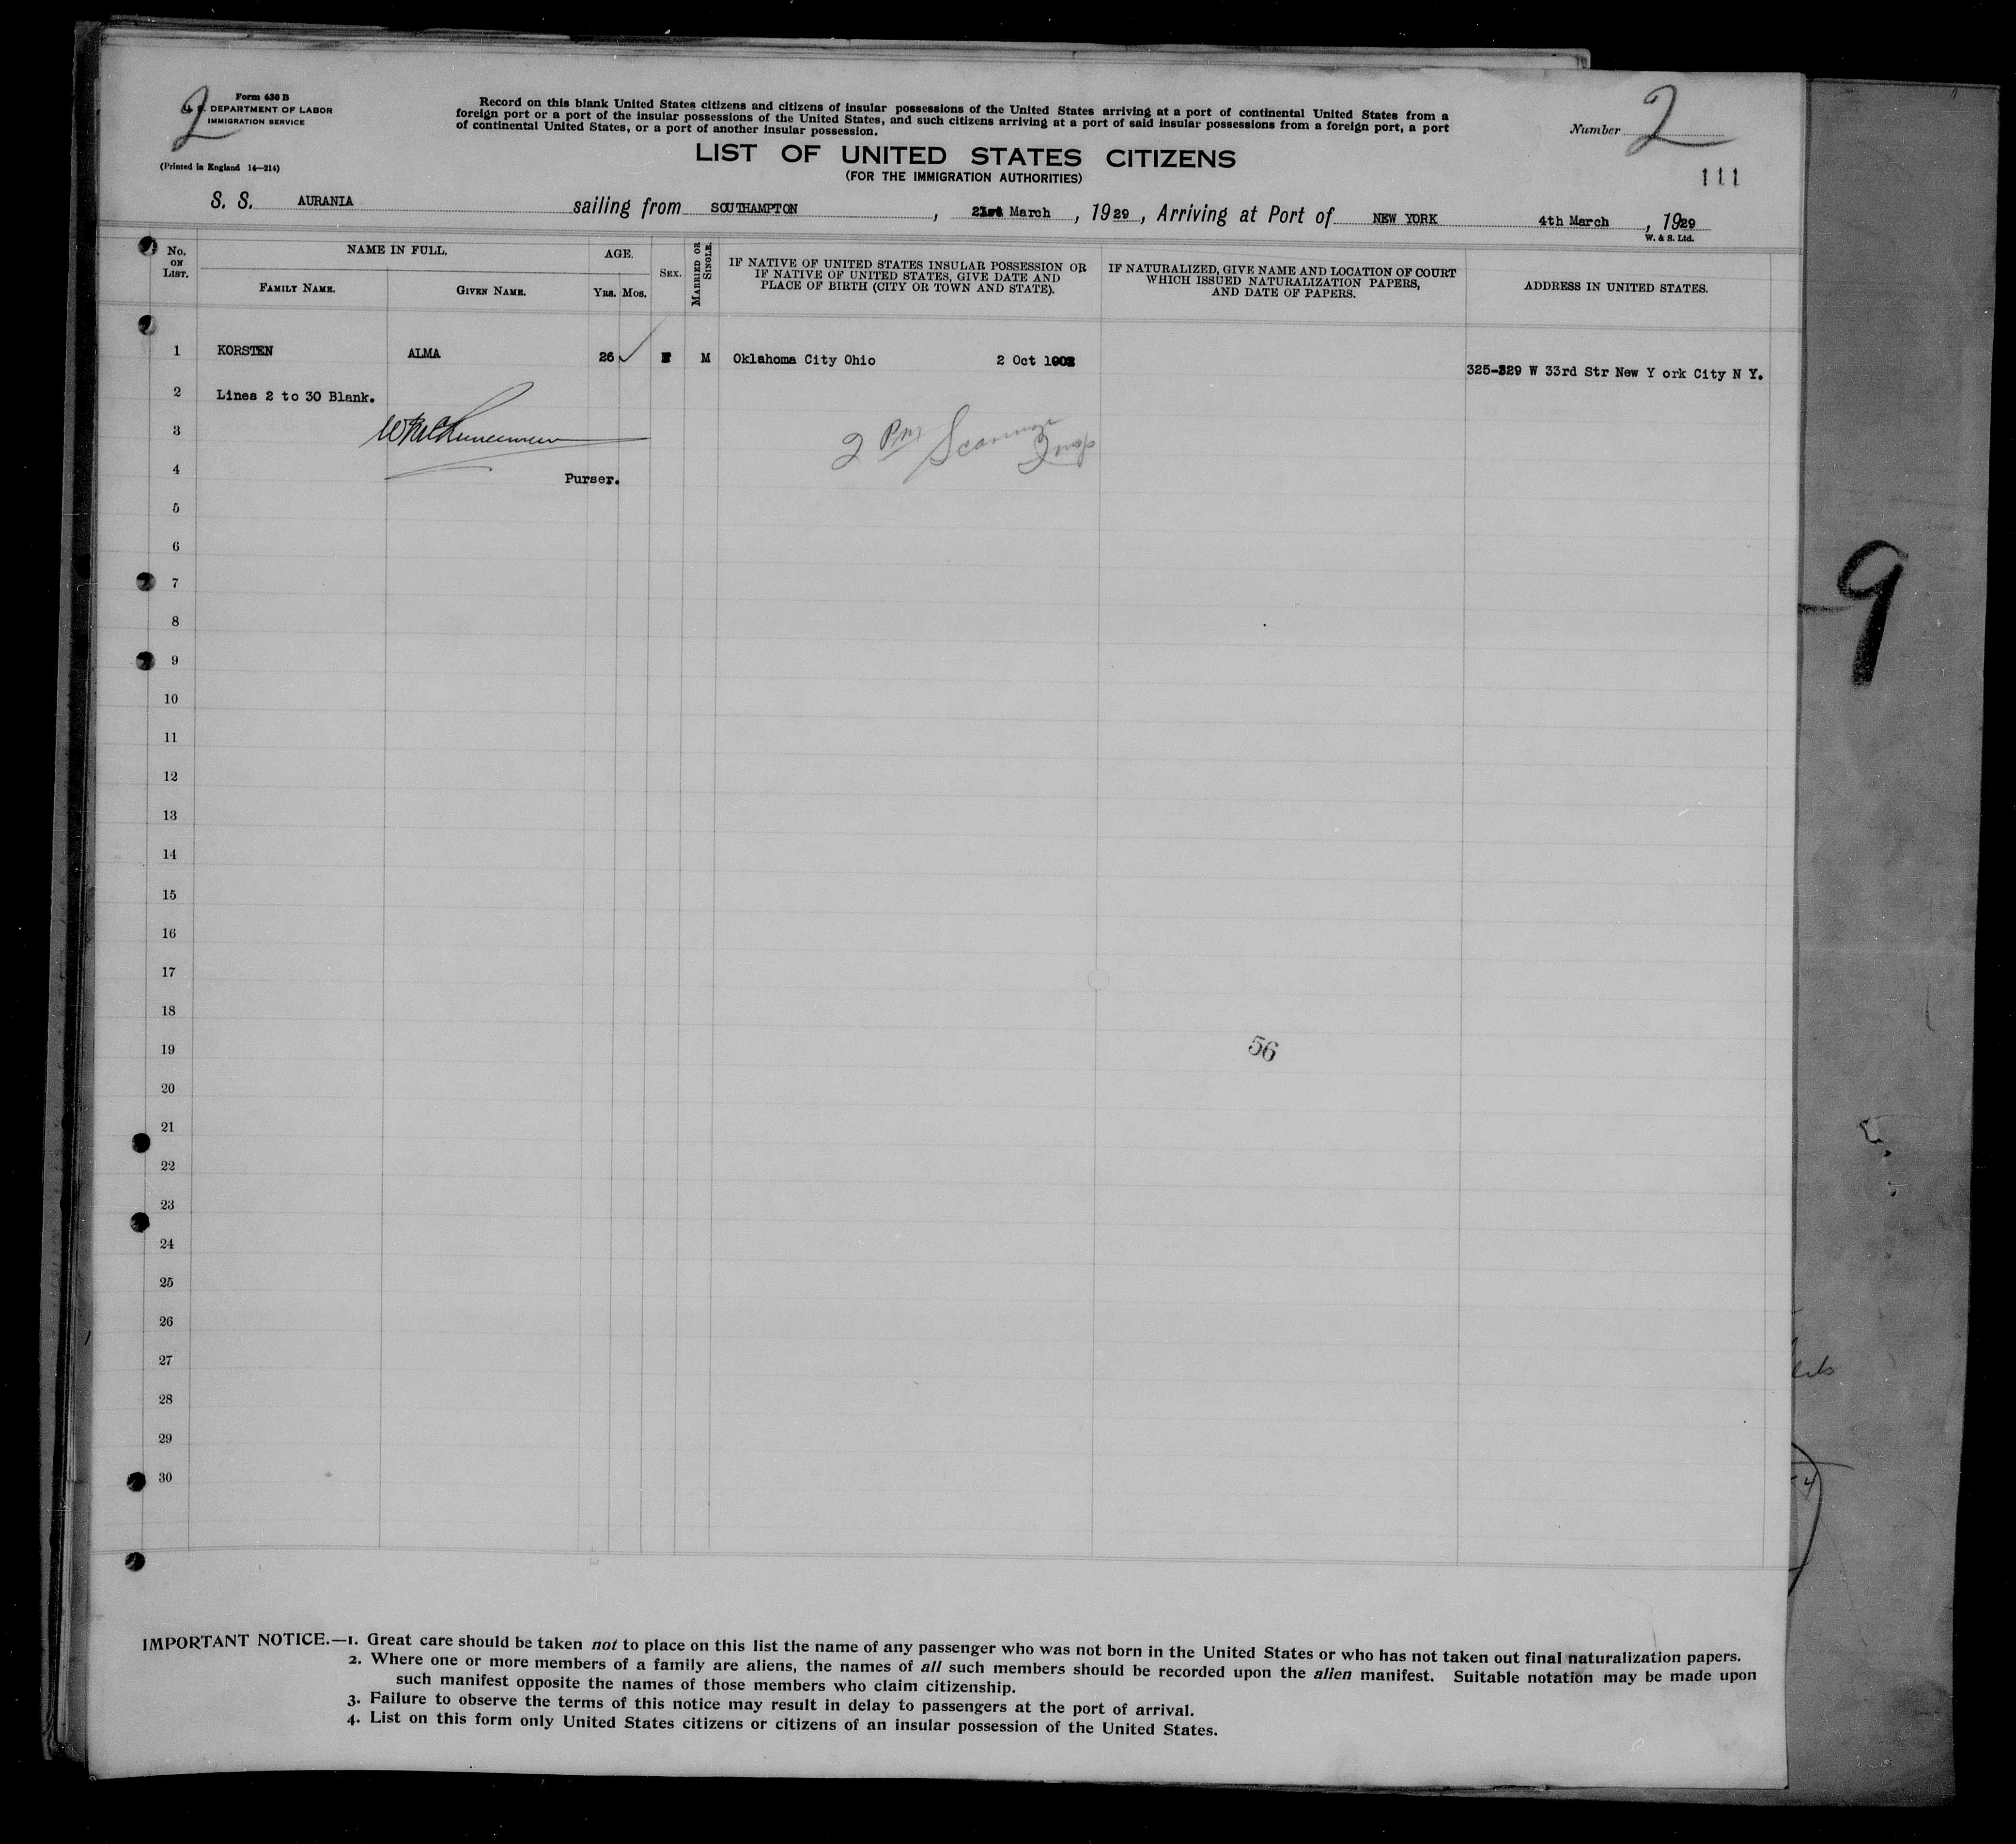 Form 630 B
U. S. DEPARTMENT OF LABOR
IMMIGRATION SERVICE
2
(Printed in England 14—214)
Record on this blank United States citizens and citizens of insular possessions of the United States arriving at a port of continental United States from a
foreign port or a port of the insular possessions of the United States, and such citizens arriving at a port of said insular possessions from a foreign port, a port
of continental United States, or a port of another insular possession.
Number 2
LIST OF UNITED STATES CITIZENS
(FOR THE IMMIGRATION AUTHORITIES)
111
S. S. AURANIA sailing from SOUTHAMPTON, March, 1929, Arriving at Port of NEW YORK 4th March, 1929
W. & S. Ltd.
No. ON LIST.
NAME IN FULL.
FAMILY NAME.
GIVEN NAME.
AGE.
YRS. MOS.
SEX.
MARRIED OR SINGLE.
IF NATIVE OF UNITED STATES INSULAR POSSESSION OR
IF NATIVE OF UNITED STATES, GIVE DATE AND
PLACE OF BIRTH (CITY OR TOWN AND STATE).
IF NATURALIZED, GIVE NAME AND LOCATION OF COURT
WHICH ISSUED NATURALIZATION PAPERS,
AND DATE OF PAPERS.
ADDRESS IN UNITED STATES.
1 KORSTEN ALMA 26 F M Oklahoma City Ohio 2 Oct 1902 325-329 W 33rd Str New Y ork City N Y.
2 Lines 2 to 30 Blank.
3
2 PM Insp
4 Purser.
5
6
7
8
9
10
11
12
13
14
15
16
17
18
19
56
20
21
22
23
24
25
26
27
28
29
30
9
IMPORTANT NOTICE.—1. Great care should be taken not to place on this list the name of any passenger who was not born in the United States or who has not taken out final naturalization papers.
2. Where one or more members of a family are aliens, the names of all such members should be recorded upon the alien manifest. Suitable notation may be made upon
such manifest opposite the names of those members who claim citizenship.
3. Failure to observe the terms of this notice may result in delay to passengers at the port of arrival.
4. List on this form only United States citizens or citizens of an insular possession of the United States.